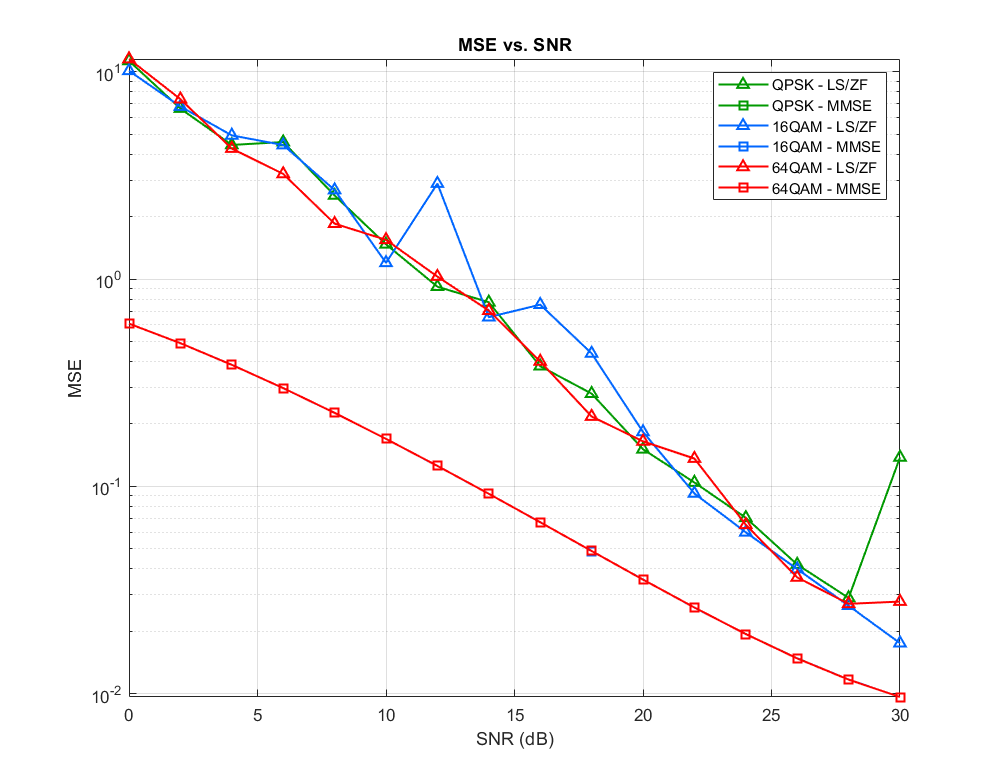 MSE vs. SNR
QPSK - LS/ZF
QPSK - MMSE
16QAM - LS/ZF
16QAM - MMSE
64QAM - LS/ZF
64QAM - MMSE
MSE
10^1
10^0
10^-1
10^-2
0 5 10 15 20 25 30
SNR (dB)